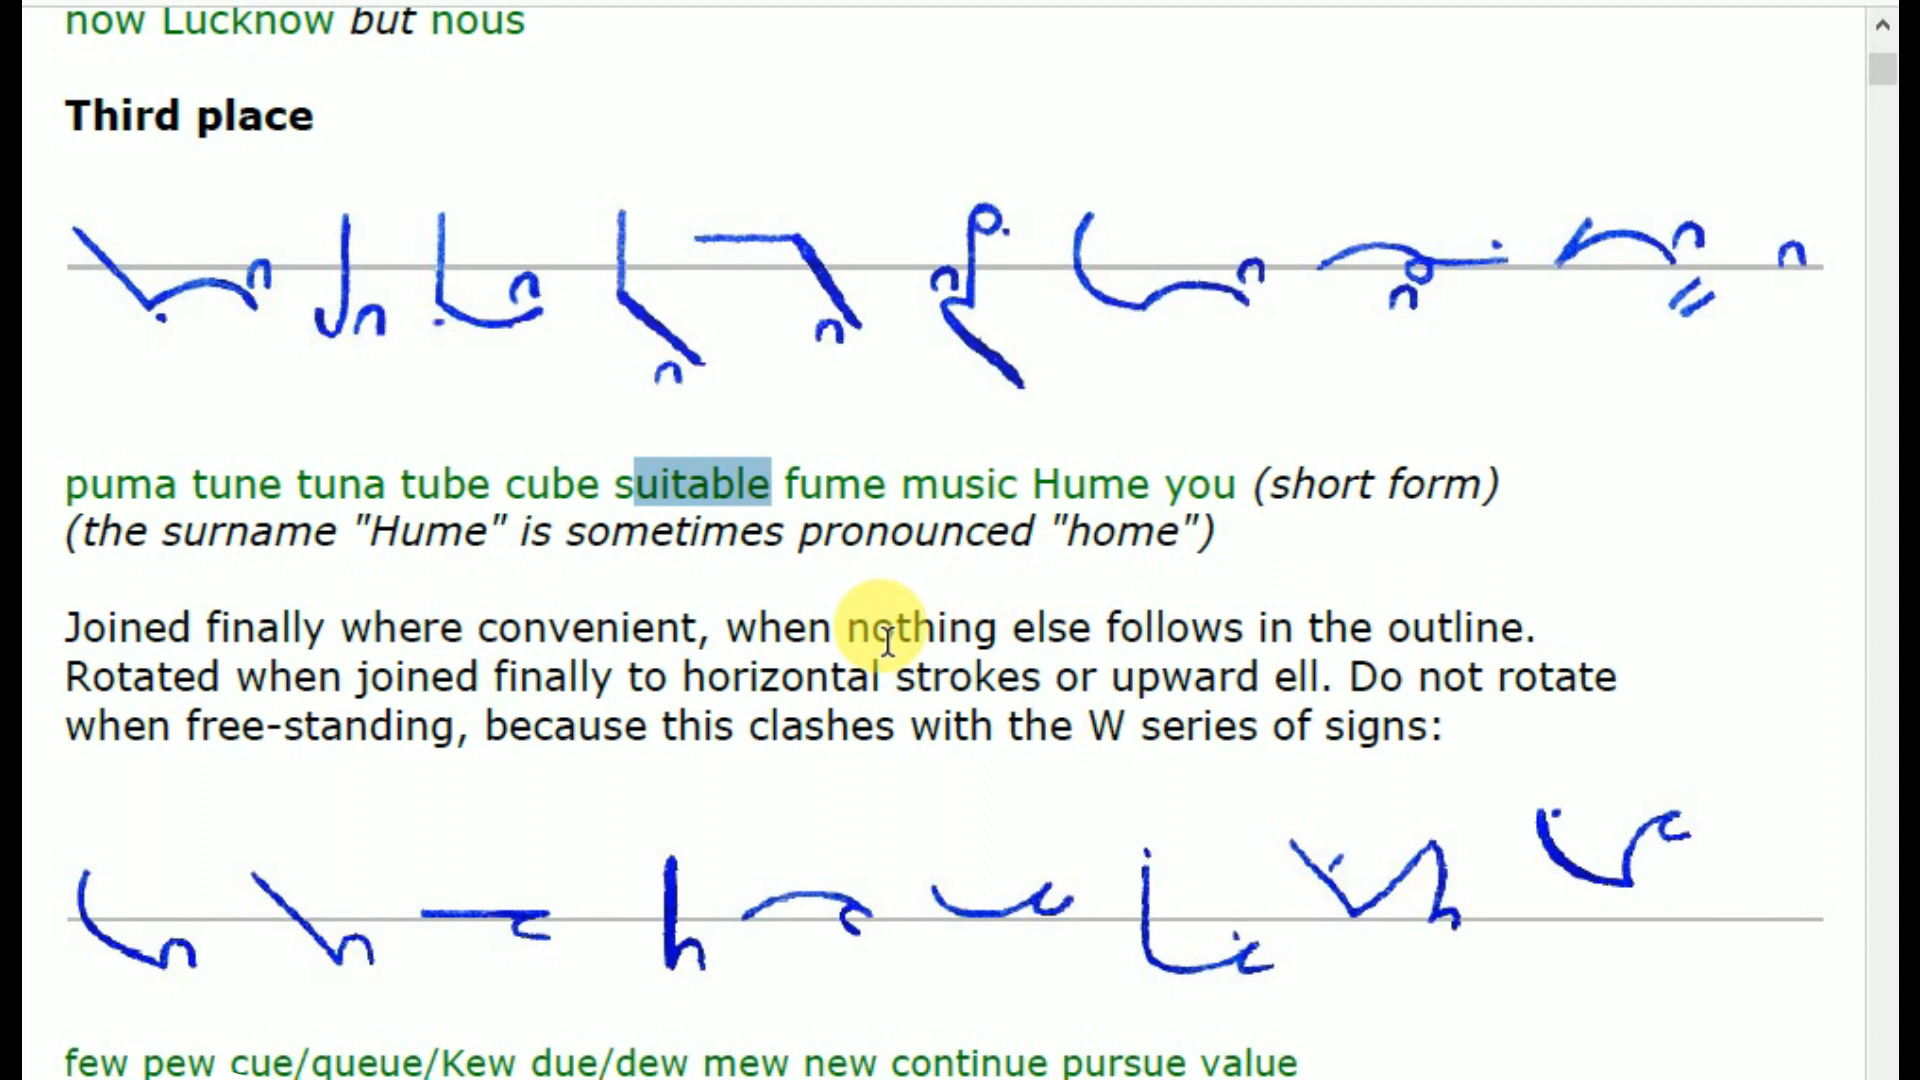 now Lucknow but nous
Third place
puma tune tuna tube cube suitable fume music Hume you (short form)
(the surname "Hume" is sometimes pronounced "home")
Joined finally where convenient, when nothing else follows in the outline.
Rotated when joined finally to horizontal strokes or upward ell. Do not rotate
when free-standing, because this clashes with the W series of signs:
few pew cue/queue/Kew due/dew mew new continue pursue value